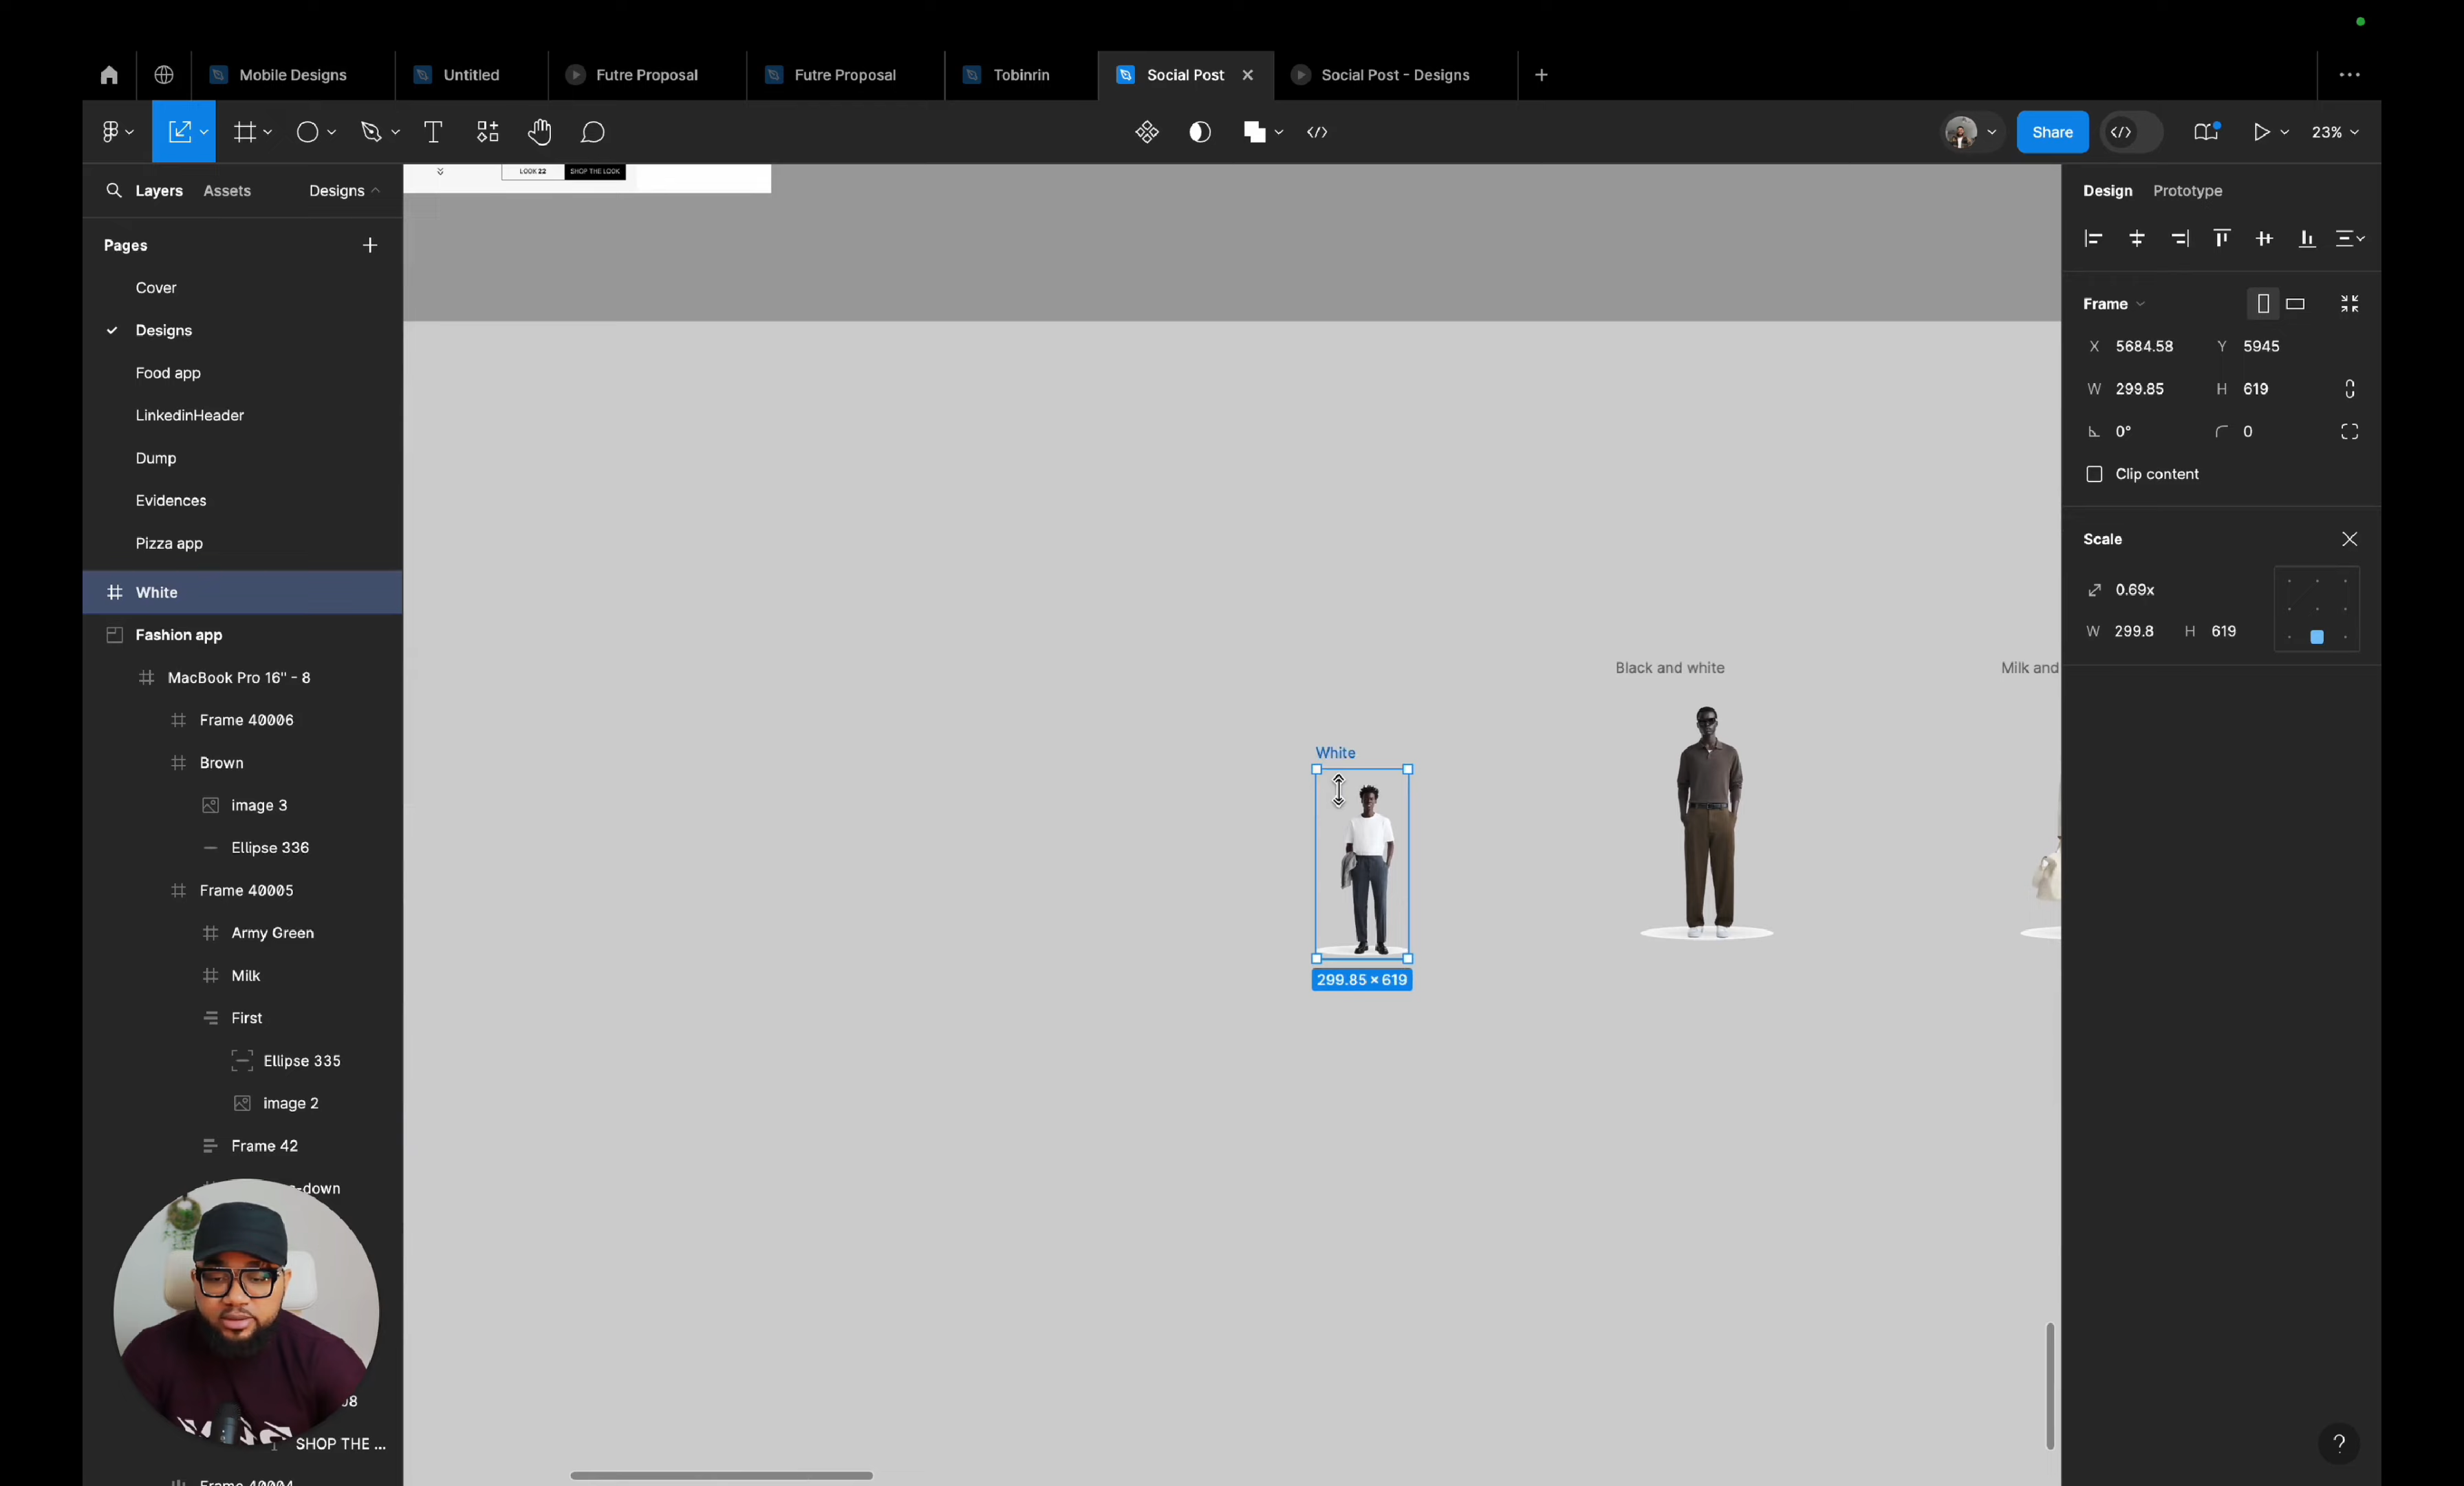 Mobile Designs
Untitled
Futre Proposal
Futre Proposal
Tobinrin
Social Post
Social Post - Designs
Share
23%
Layers
Assets
Designs
Pages
Cover
Designs
Food app
LinkedinHeader
Dump
Evidences
Pizza app
White
Fashion app
MacBook Pro 16" - 8
Frame 40006
Brown
image 3
Ellipse 336
Frame 40005
Army Green
Milk
First
Ellipse 335
image 2
Frame 42
-down
08
SHOP THE ...
Frame 40004
LOOK 22
SHOP THE LOOK
White
299.85 × 619
Black and white
Milk and
Design
Prototype
Frame
X 5684.58 Y 5945
W 299.85 H 619
0° 0
Clip content
Scale
0.69x
W 299.8 H 619
?